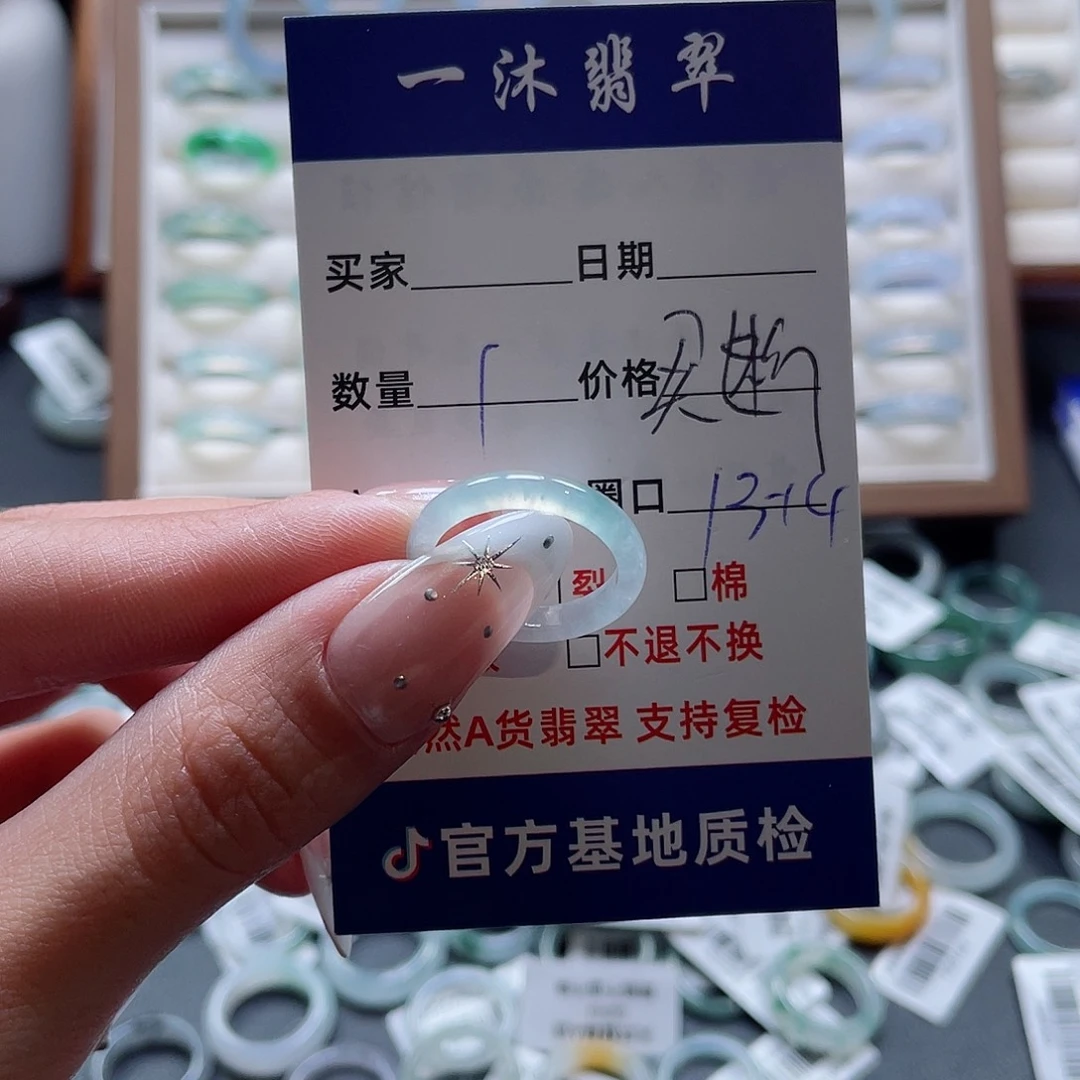 一沐翡翠
买家 日期
数量 1 价格 买断
圈口 13-14
裂 □棉
□不退不换
然A货翡翠 支持复检
官方基地质检